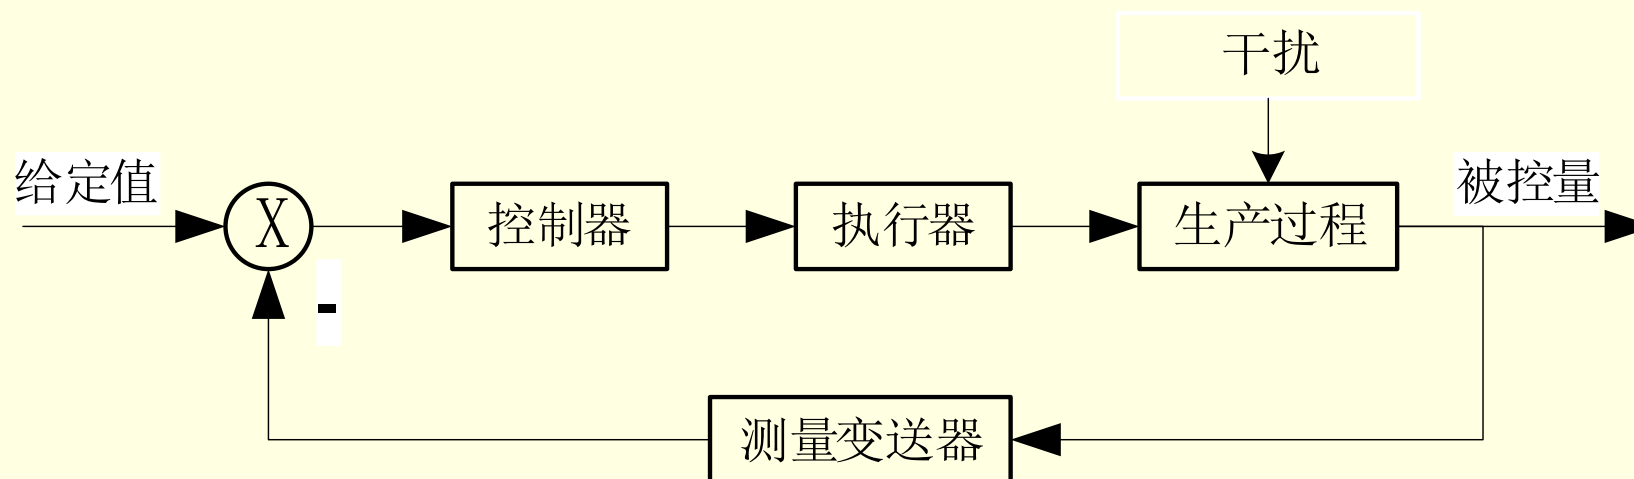 干扰
给定值
被控量
X
控制器
执行器
生产过程
-
测量变送器